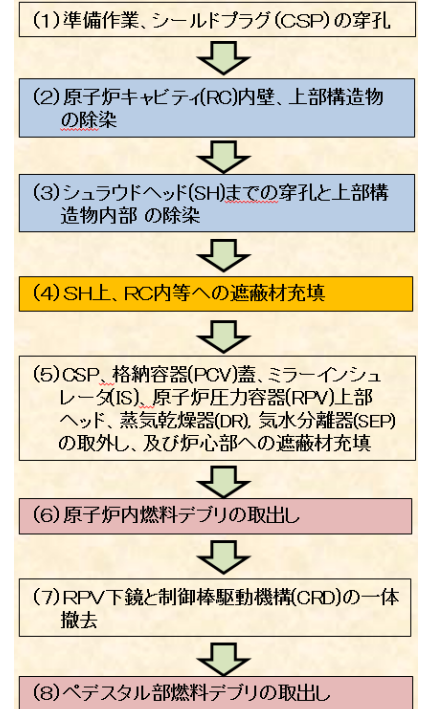 (1)準備作業、シールドプラグ(CSP)の穿孔
(2)原子炉キャビティ(RC)内壁、上部構造物
の除染
(3)シュラウドヘッド(SH)までの穿孔と上部構
造物内部 の除染
(4)SH上、RC内等への遮蔽材充填
(5)CSP、格納容器(PCV)蓋、ミラーインシュ
レータ(IS)、原子炉圧力容器(RPV)上部
ヘッド、蒸気乾燥器(DR), 気水分離器(SEP)
の取外し、及び炉心部への遮蔽材充填
(6)原子炉内燃料デブリの取出し
(7)RPV下鏡と制御棒駆動機構(CRD)の一体
撤去
(8)ペデスタル部燃料デブリの取出し